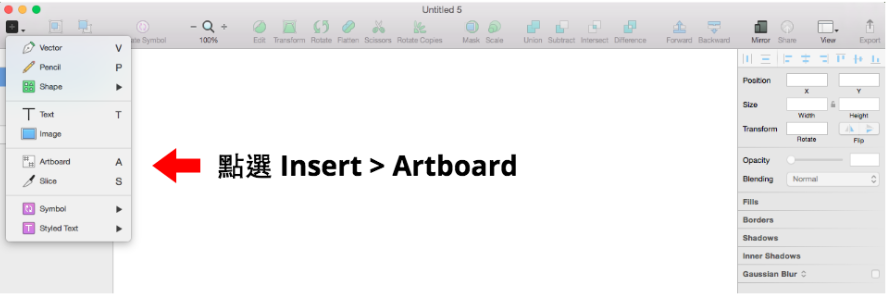 Untitled 5
ate Symbol
100%
Edit Transform Rotate Flatten Scissors Rotate Copies
Mask Scale
Union Subtract Intersect Difference
Forward Backward
Mirror Share
View
Export
Vector V
Pencil P
Shape
Text T
Image
Artboard A
Slice S
Symbol
Styled Text
點選 Insert > Artboard
Position
X Y
Size
Width Height
Transform
Rotate Flip
Opacity
Blending Normal
Fills
Borders
Shadows
Inner Shadows
Gaussian Blur